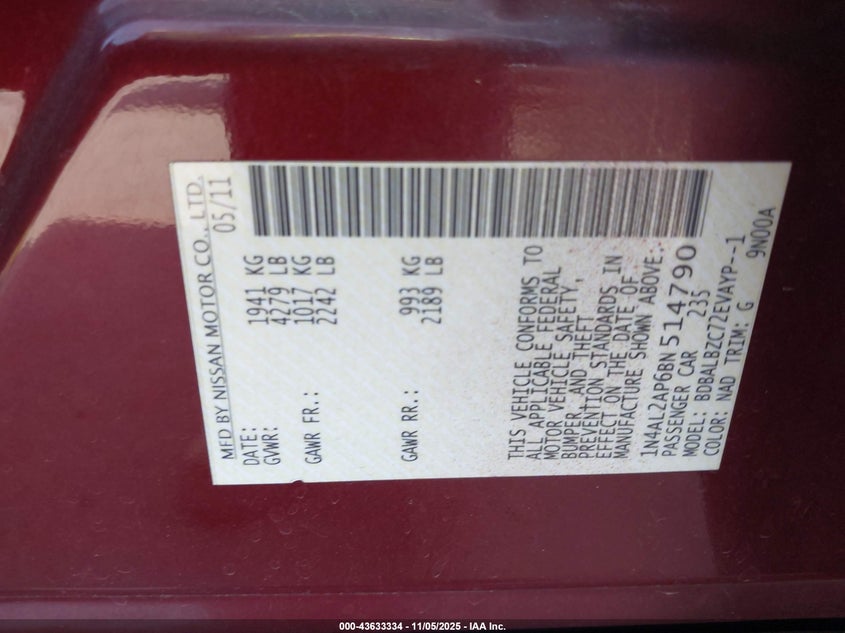 MFD BY NISSAN MOTOR CO., LTD.
DATE: 05/11
GVWR: 1941 KG
4279 LB
GAWR FR.: 1017 KG
2242 LB
GAWR RR.: 993 KG
2189 LB
THIS VEHICLE CONFORMS TO
ALL APPLICABLE FEDERAL
MOTOR VEHICLE SAFETY,
BUMPER, AND THEFT
PREVENTION STANDARDS IN
EFFECT ON THE DATE OF
MANUFACTURE SHOWN ABOVE.
1N4AL2AP6BN514790
PASSENGER CAR 235
MODEL: BDBALBZC72EVAYP--1
COLOR: NAD TRIM: G 9N00A
000-43633334 - 11/05/2025 - IAA Inc.